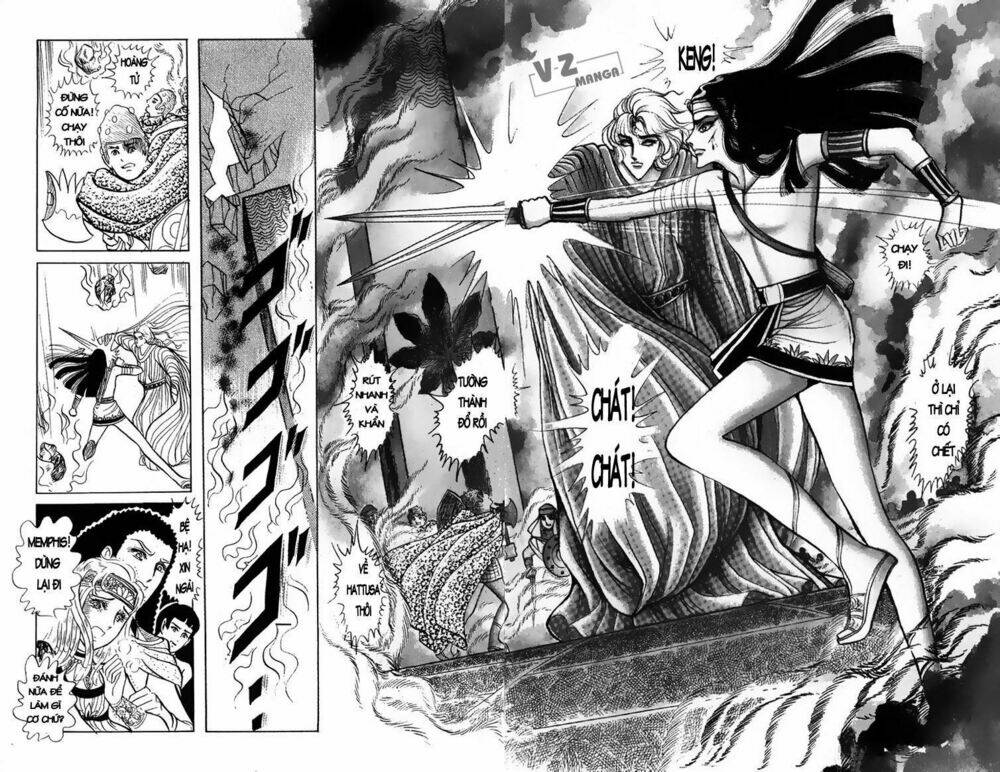 HOÀNG
TỬ
ĐỪNG
CỐ NỮA!
CHẠY
THÔI
MEMPHIS!
DỪNG
LẠI ĐI
BỆ
HẠ!
XIN
NGÀI
ĐÁNH
NỮA ĐỂ
LÀM GÌ
CƠ CHỨ?
ゴゴゴゴ…
V-Z
MANGA
KENG!
RÚT
NHANH VÀ
KHẨN
TƯỜNG
THÀNH
ĐỔ RỒI
CHÁT!
CHÁT!
VỀ
HATTUSA
THÔI
CHẠY
ĐI!
Ở LẠI
THÌ CHỈ
CÓ
CHẾT